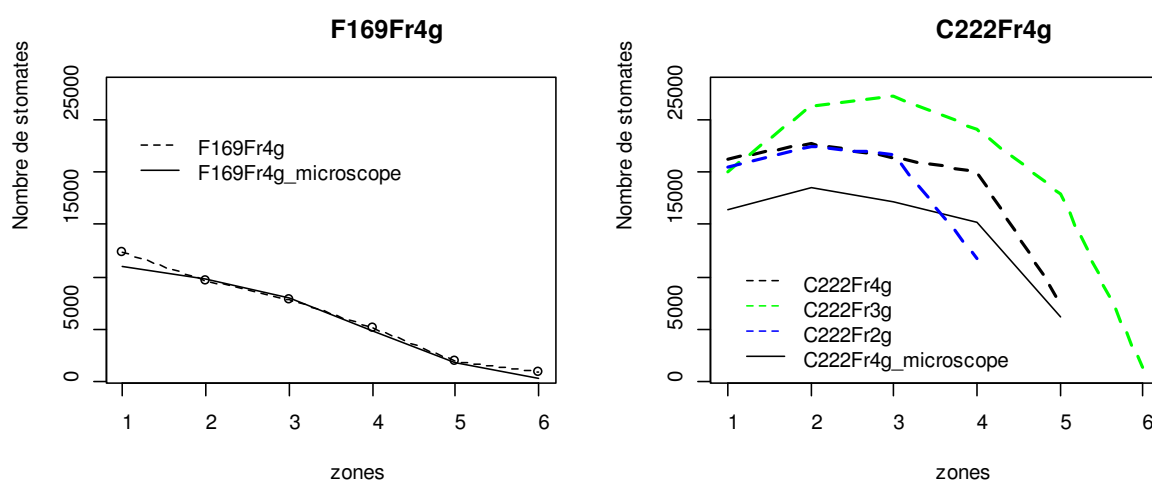 F169Fr4g
Nombre de stomates
25000
15000
5000
0
F169Fr4g
F169Fr4g_microscope
1 2 3 4 5 6
zones
C222Fr4g
Nombre de stomates
25000
15000
5000
0
C222Fr4g
C222Fr3g
C222Fr2g
C222Fr4g_microscope
1 2 3 4 5 6
zones